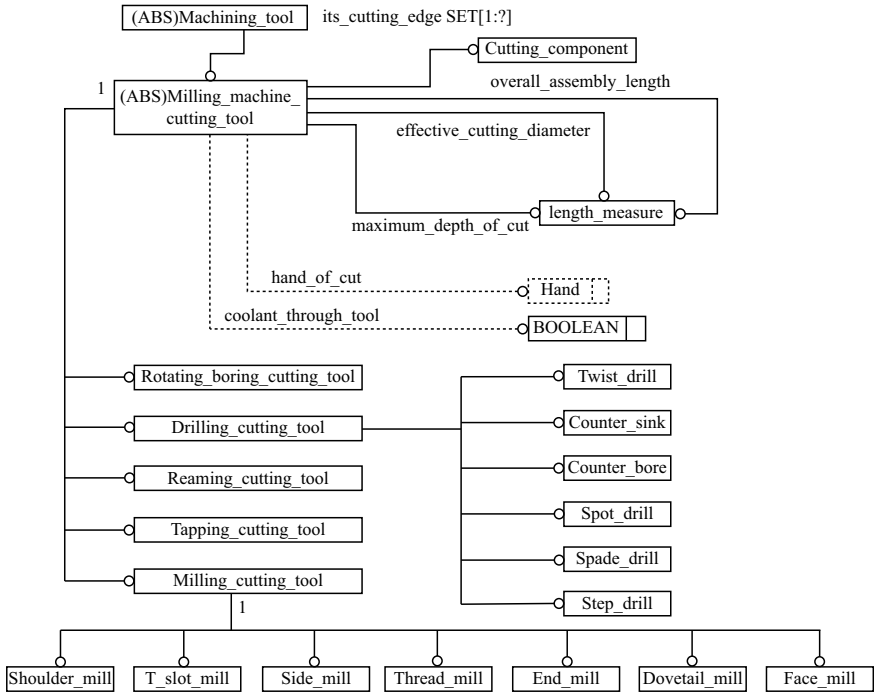 (ABS)Machining_tool
its_cutting_edge SET[1:?]
Cutting_component
1
(ABS)Milling_machine_
cutting_tool
overall_assembly_length
effective_cutting_diameter
length_measure
maximum_depth_of_cut
hand_of_cut
Hand
coolant_through_tool
BOOLEAN
Rotating_boring_cutting_tool
Drilling_cutting_tool
Reaming_cutting_tool
Tapping_cutting_tool
Milling_cutting_tool
Twist_drill
Counter_sink
Counter_bore
Spot_drill
Spade_drill
Step_drill
1
Shoulder_mill
T_slot_mill
Side_mill
Thread_mill
End_mill
Dovetail_mill
Face_mill